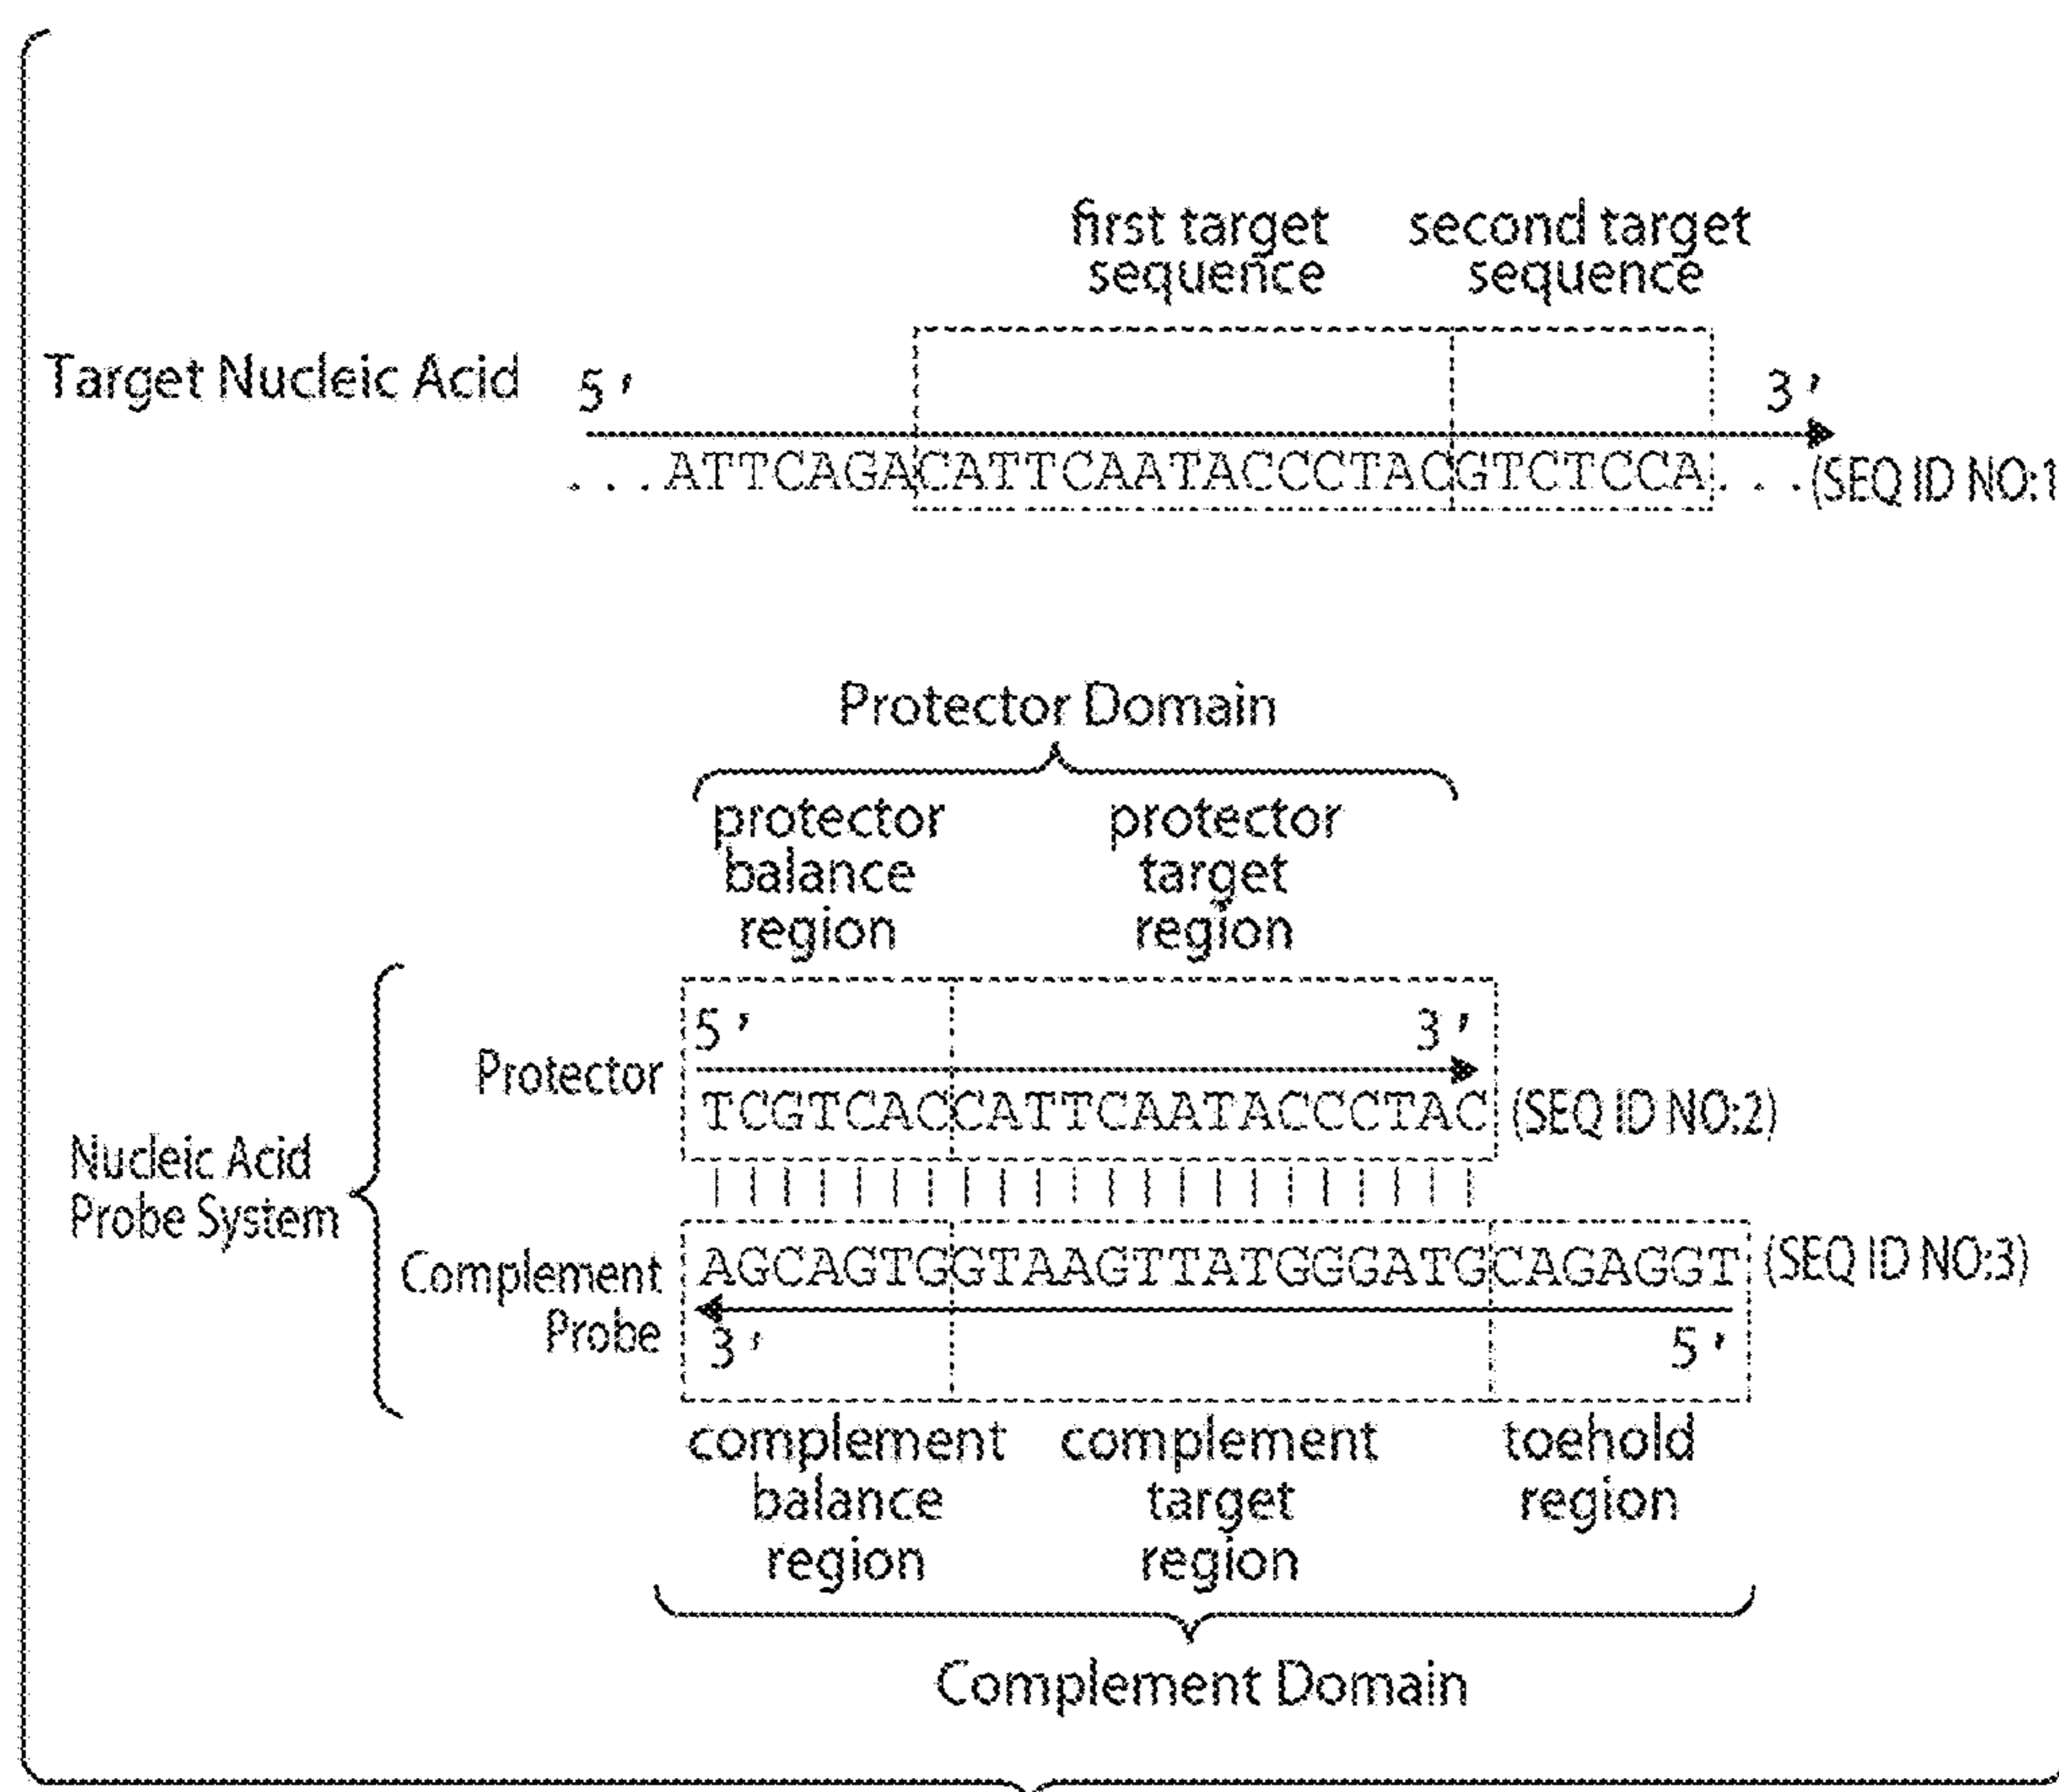 first target sequence
second target sequence
Target Nucleic Acid
5'
3'
...ATTCAGACATTCAATACCCTACGTCTCCA...(SEQ ID NO:1
Protector Domain
protector balance region
protector target region
5'
3'
Protector
TCGTCACCATTCAATACCCTAC
(SEQ ID NO:2)
Nucleic Acid Probe System
Complement Probe
AGCAGTGGTAAGTTATGGGATGCAGAGGT
(SEQ ID NO:3)
3'
5'
complement balance region
complement target region
toehold region
Complement Domain